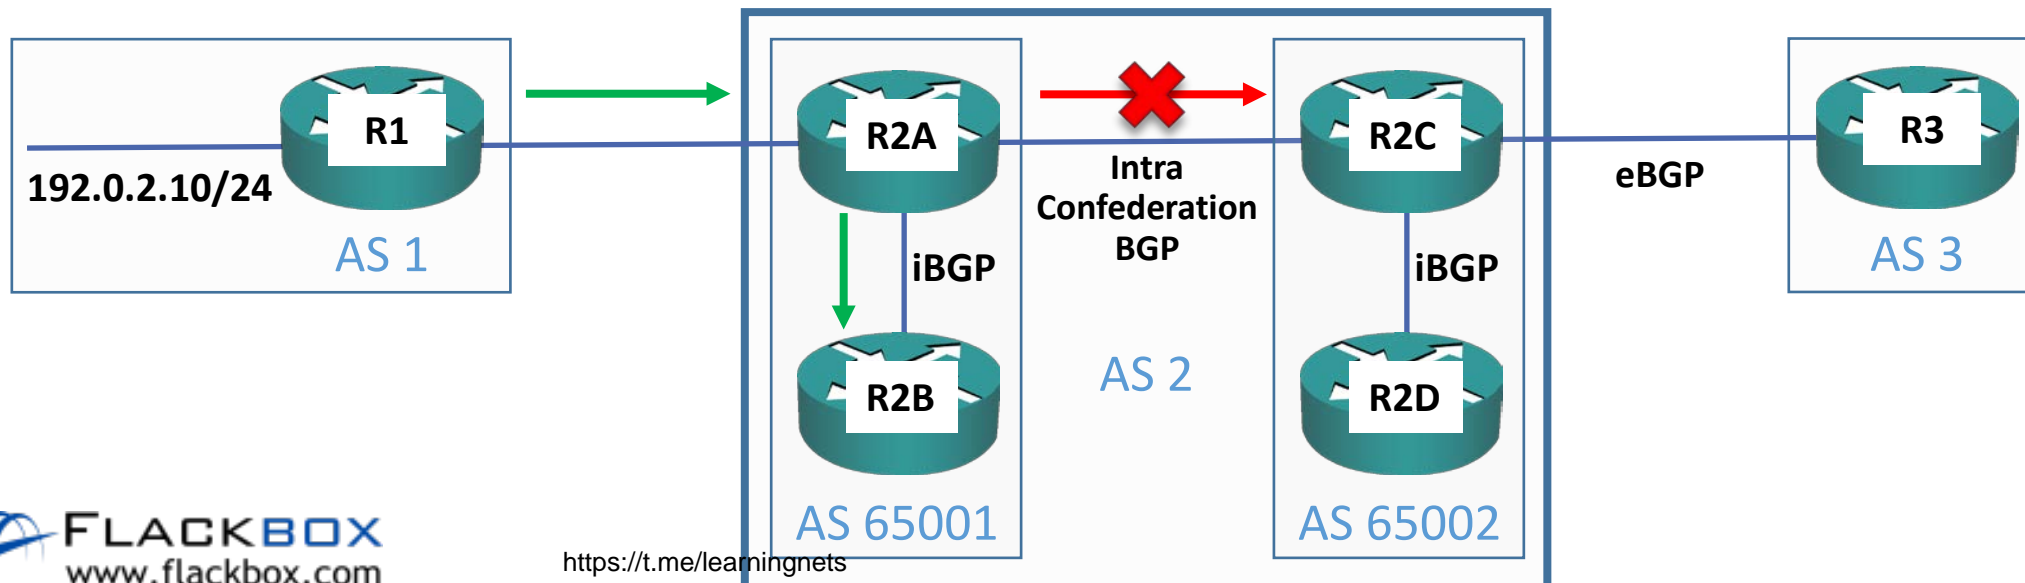 R1
192.0.2.10/24
AS 1
R2A
iBGP
R2B
AS 65001
Intra
Confederation
BGP
AS 2
R2C
iBGP
R2D
AS 65002
eBGP
R3
AS 3
FLACKBOX
www.flackbox.com
https://t.me/learningnets